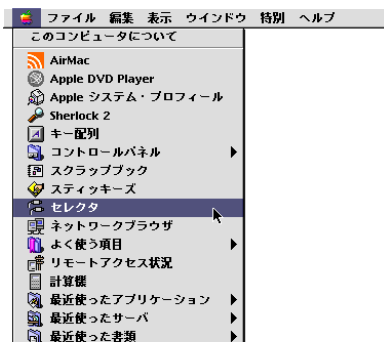 ファイル 編集 表示 ウインドウ 特別 ヘルプ
このコンピュータについて
AirMac
Apple DVD Player
Apple システム・プロフィール
Sherlock 2
キー配列
コントロールパネル
スクラップブック
スティッキーズ
セレクタ
ネットワークブラウザ
よく使う項目
リモートアクセス状況
計算機
最近使ったアプリケーション
最近使ったサーバ
最近使った書類